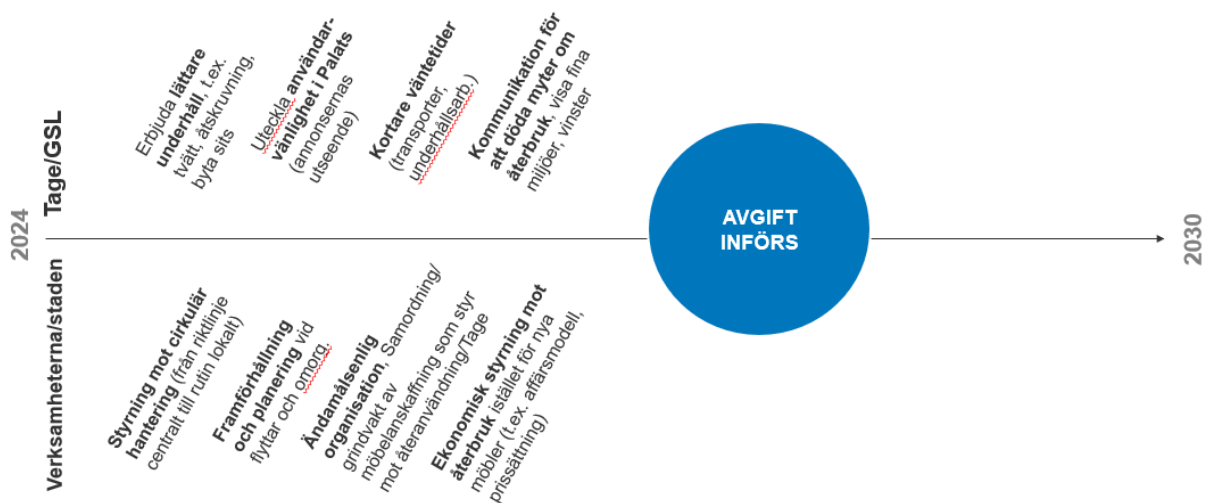 2024
Tage/GSL
Erbjuda lättare
underhåll, t.ex.
tvätt, åtskruvning,
byta sits
Uteckla användar-
vänlighet i Palats
(annonsernas
utseende)
Kortare väntetider
(transporter,
underhållsarb.)
Kommunikation för
att döda myter om
återbruk, visa fina
miljöer, vinster
AVGIFT
INFÖRS
2030
Verksamheterna/staden
Styrning mot cirkulär
hantering (från riktlinje
centralt till rutin lokalt)
Framförhållning
och planering vid
flyttar och omorg.
Ändamålsenlig
organisation, Samordning/
grindvakt av
möbelanskaffning som styr
mot återanvändning/Tage
Ekonomisk styrning mot
återbruk istället för nya
möbler (t.ex. affärsmodell,
prissättning)